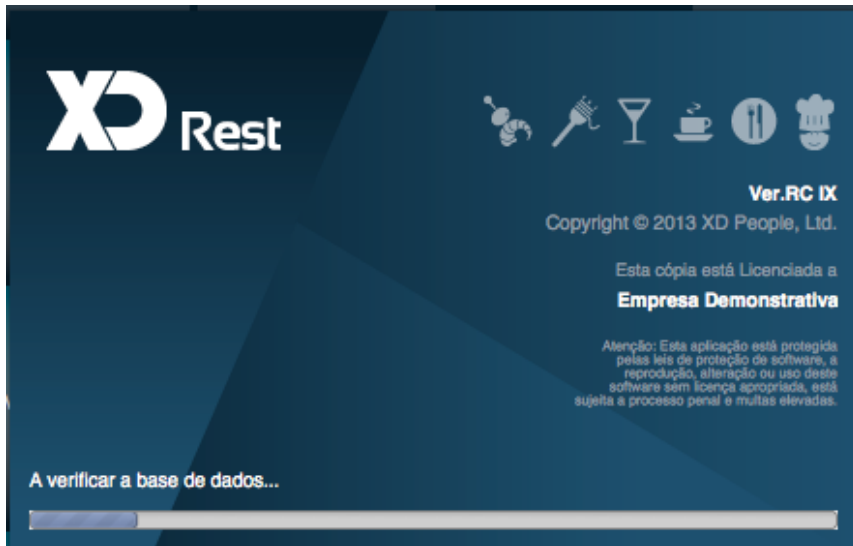 XD Rest
Ver.RC IX
Copyright © 2013 XD People, Ltd.
Esta cópia está Licenciada a
Empresa Demonstrativa
Atenção: Esta aplicação está protegida
pelas leis de proteção de software, a
reprodução, alteração ou uso deste
software sem licença apropriada, está
sujeita a processo penal e multas elevadas.
A verificar a base de dados...